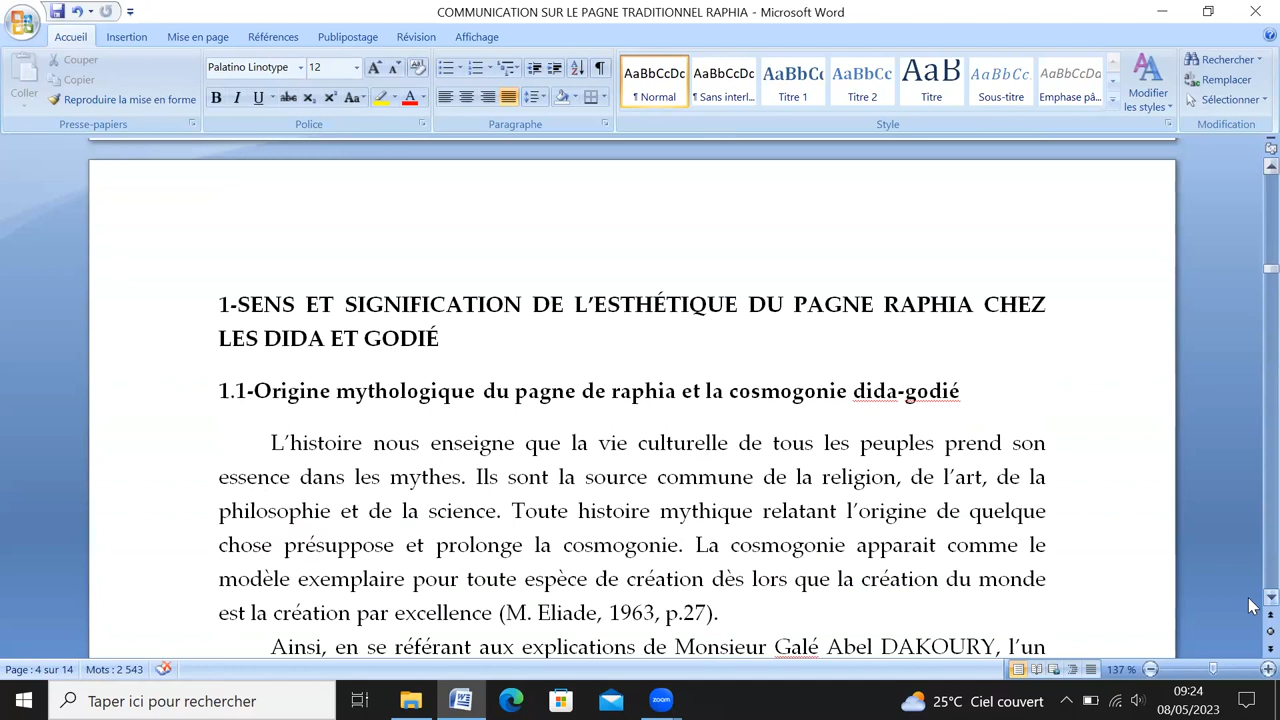 COMMUNICATION SUR LE PAGNE TRADITIONNEL RAPHIA - Microsoft Word
Accueil Insertion Mise en page Références Publipostage Révision Affichage
Coller
Couper
Copier
Reproduire la mise en forme
Presse-papiers
Palatino Linotype 12
Police
Paragraphe
AaBbCcDc AaBbCcDc AaBbCc AaBbCc AaB AaBbCc. AaBbCcDc
¶ Normal ¶ Sans interl... Titre 1 Titre 2 Titre Sous-titre Emphase pâ...
Modifier les styles
Style
Rechercher
Remplacer
Sélectionner
Modification
1-SENS ET SIGNIFICATION DE L'ESTHÉTIQUE DU PAGNE RAPHIA CHEZ
LES DIDA ET GODIÉ
1.1-Origine mythologique du pagne de raphia et la cosmogonie dida-godié
L'histoire nous enseigne que la vie culturelle de tous les peuples prend son
essence dans les mythes. Ils sont la source commune de la religion, de l'art, de la
philosophie et de la science. Toute histoire mythique relatant l'origine de quelque
chose présuppose et prolonge la cosmogonie. La cosmogonie apparait comme le
modèle exemplaire pour toute espèce de création dès lors que la création du monde
est la création par excellence (M. Eliade, 1963, p.27).
Ainsi, en se référant aux explications de Monsieur Galé Abel DAKOURY, l'un
Page : 4 sur 14 Mots : 2 543 137 %
Taper ici pour rechercher
zoom
25°C Ciel couvert
09:24
08/05/2023